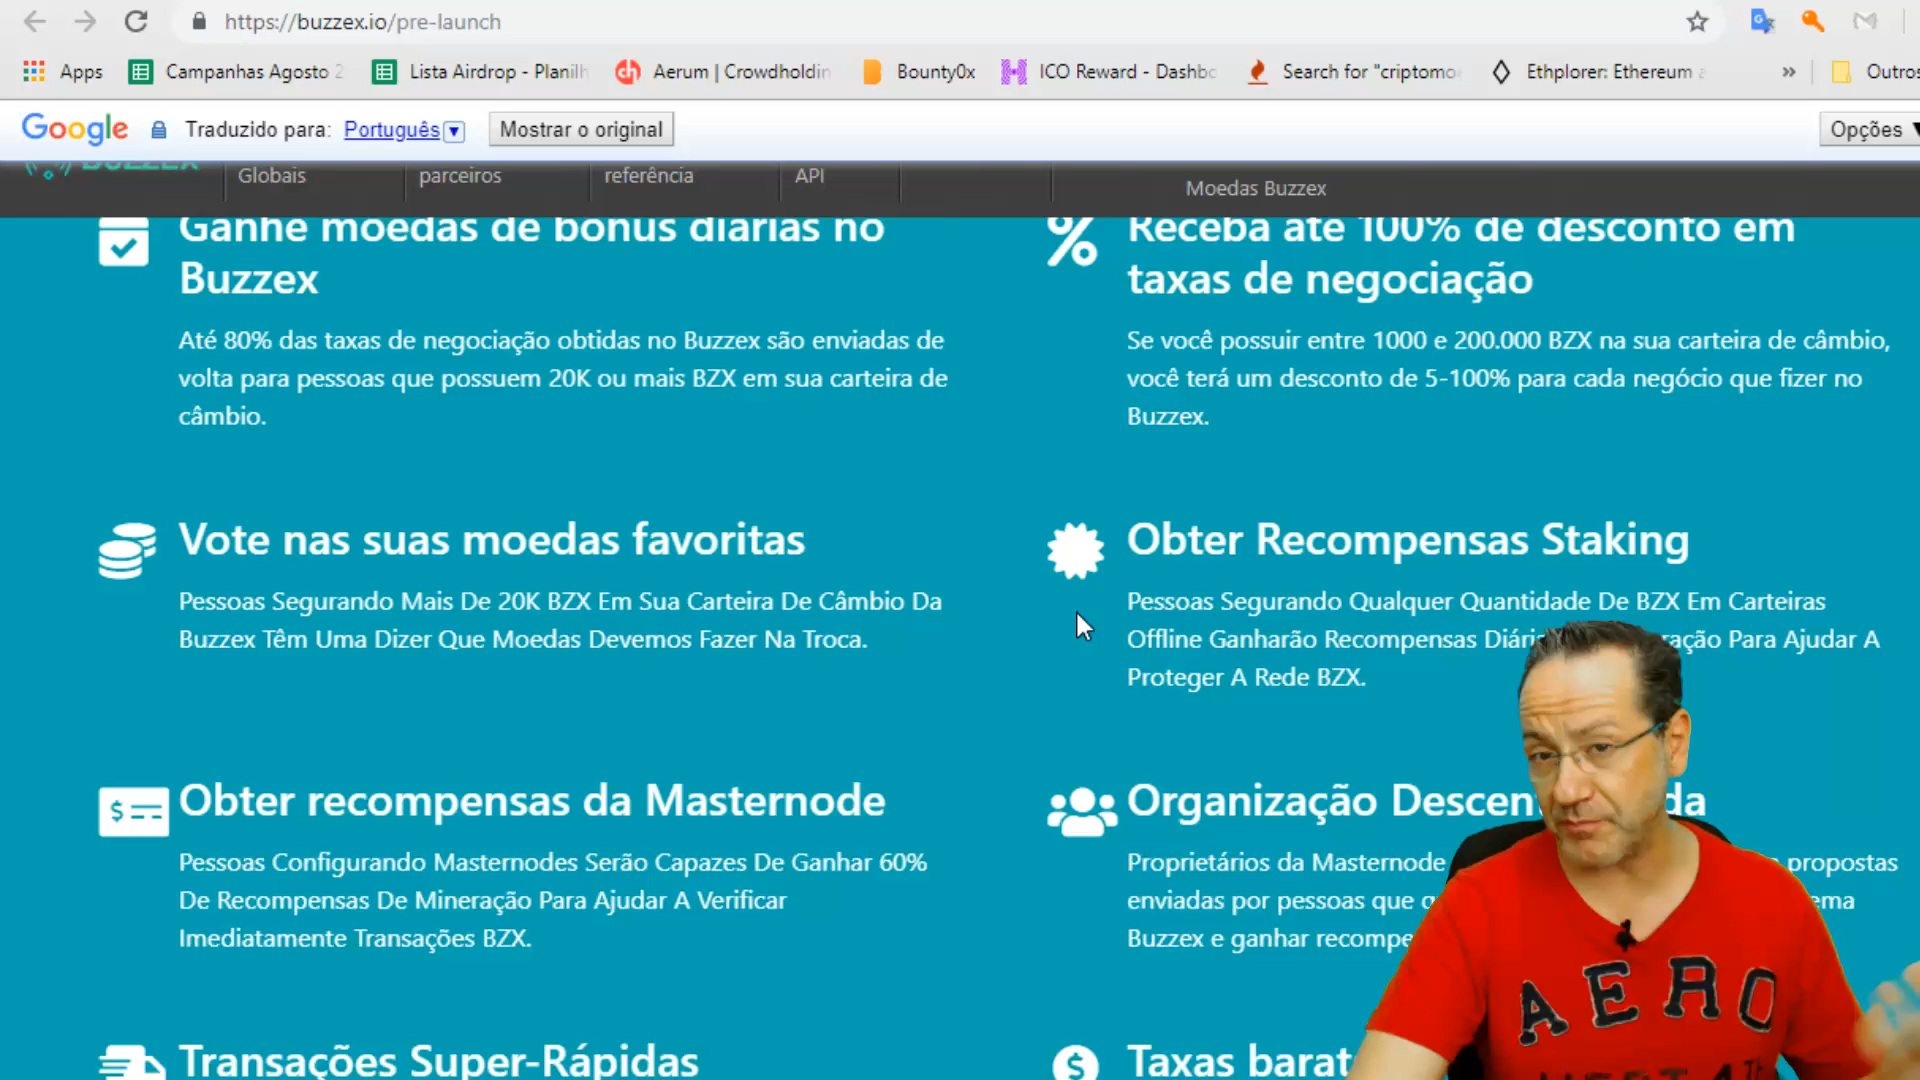 https://buzzex.io/pre-launch
Apps
Campanhas Agosto 2
Lista Airdrop - Planilh
Aerum | Crowdholdin
Bounty0x
ICO Reward - Dashbo
Search for "criptomo
Ethplorer: Ethereum a
»
Outros
Google
Traduzido para: Português
Mostrar o original
Opções
BUZZEX
Globais
parceiros
referência
API
Moedas Buzzex
Ganhe moedas de bônus diárias no
Buzzex
Até 80% das taxas de negociação obtidas no Buzzex são enviadas de
volta para pessoas que possuem 20K ou mais BZX em sua carteira de
câmbio.
Receba até 100% de desconto em
taxas de negociação
Se você possuir entre 1000 e 200.000 BZX na sua carteira de câmbio,
você terá um desconto de 5-100% para cada negócio que fizer no
Buzzex.
Vote nas suas moedas favoritas
Pessoas Segurando Mais De 20K BZX Em Sua Carteira De Câmbio Da
Buzzex Têm Uma Dizer Que Moedas Devemos Fazer Na Troca.
Obter Recompensas Staking
Pessoas Segurando Qualquer Quantidade De BZX Em Carteiras
Offline Ganharão Recompensas Para Ajudar A
Proteger A Rede BZX.
Obter recompensas da Masternode
Pessoas Configurando Masternodes Serão Capazes De Ganhar 60%
De Recompensas De Mineração Para Ajudar A Verificar
Imediatamente Transações BZX.
Organização
Proprietários da Masternode propostas
enviadas por pessoas que
Buzzex e ganhar
Transações Super-Rápidas
Taxas
AERO